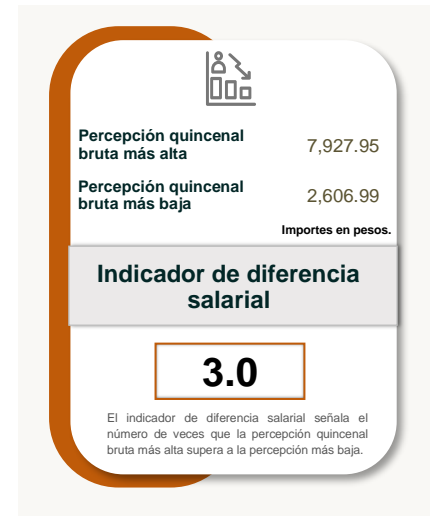 Percepción quincenal
bruta más alta
7,927.95
Percepción quincenal
bruta más baja
2,606.99
Importes en pesos.
Indicador de diferencia
salarial
3.0
El indicador de diferencia salarial señala el
número de veces que la percepción quincenal
bruta más alta supera a la percepción más baja.